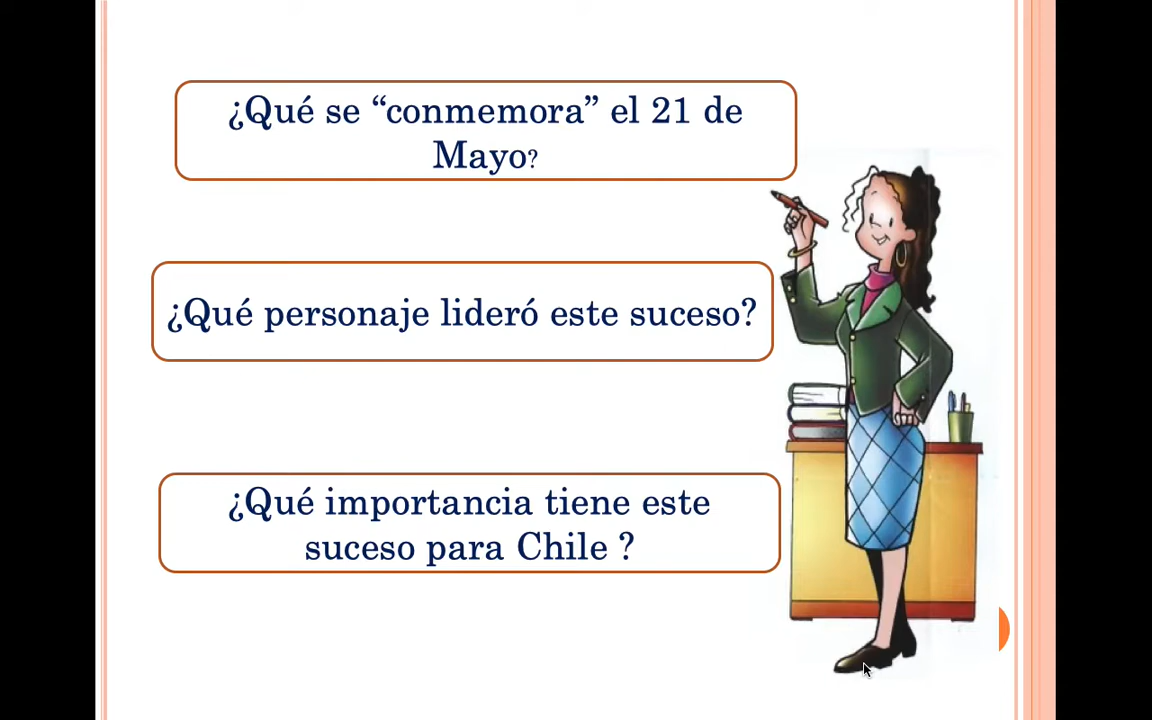 ¿Qué se “conmemora” el 21 de
Mayo?
¿Qué personaje lideró este suceso?
¿Qué importancia tiene este
suceso para Chile ?